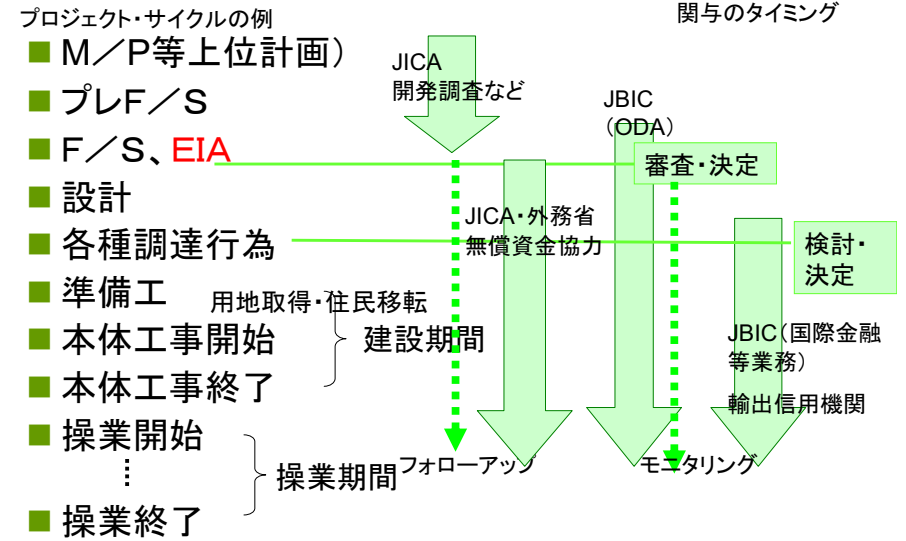 プロジェクト・サイクルの例
関与のタイミング
M／P等上位計画）
プレF／S
F／S、EIA
設計
各種調達行為
準備工
用地取得・住民移転
本体工事開始
建設期間
本体工事終了
操業開始
操業期間
操業終了
JICA
開発調査など
JBIC
（ODA）
審査・決定
JICA・外務省
無償資金協力
検討・
決定
JBIC（国際金融
等業務）
輸出信用機関
フォローアップ
モニタリング